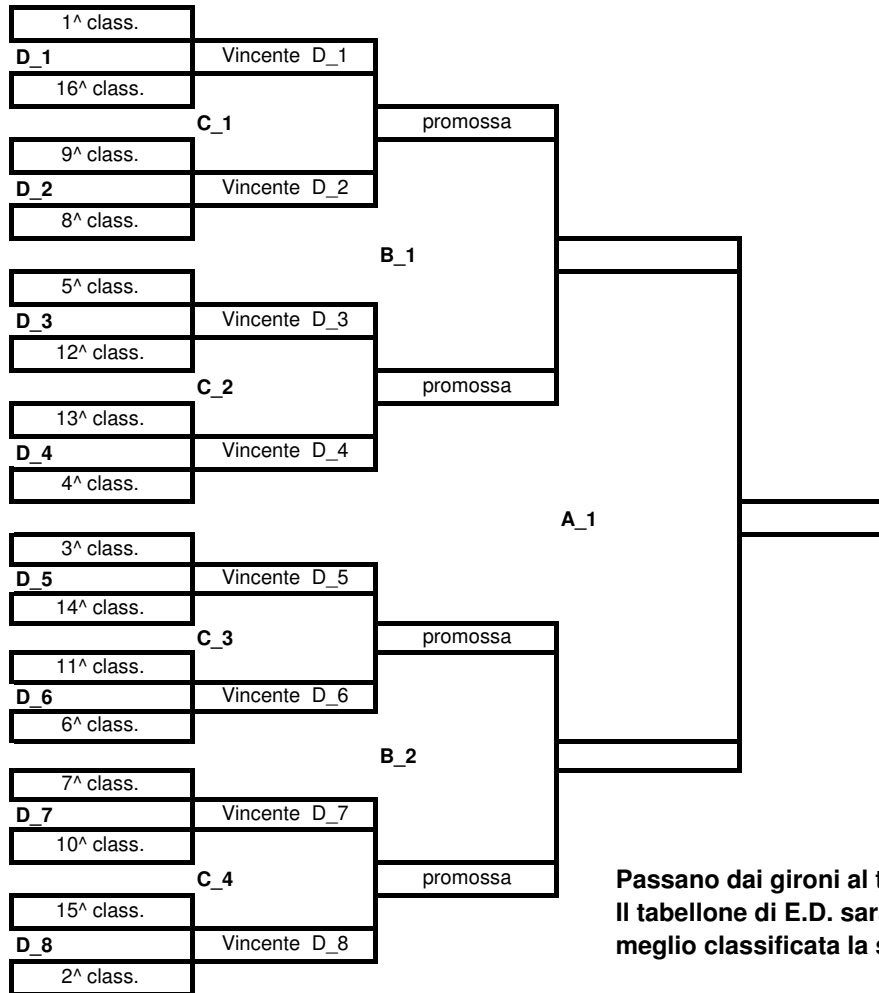 1^ class.
D_1 Vincente D_1
16^ class.
C_1 promossa
9^ class.
D_2 Vincente D_2
8^ class.
B_1
5^ class.
D_3 Vincente D_3
12^ class.
C_2 promossa
13^ class.
D_4 Vincente D_4
4^ class.
A_1
3^ class.
D_5 Vincente D_5
14^ class.
C_3 promossa
11^ class.
D_6 Vincente D_6
6^ class.
B_2
7^ class.
D_7 Vincente D_7
10^ class.
C_4 promossa
15^ class.
D_8 Vincente D_8
2^ class.
Passano dai gironi al
Il tabellone di E.D.
meglio classificata la